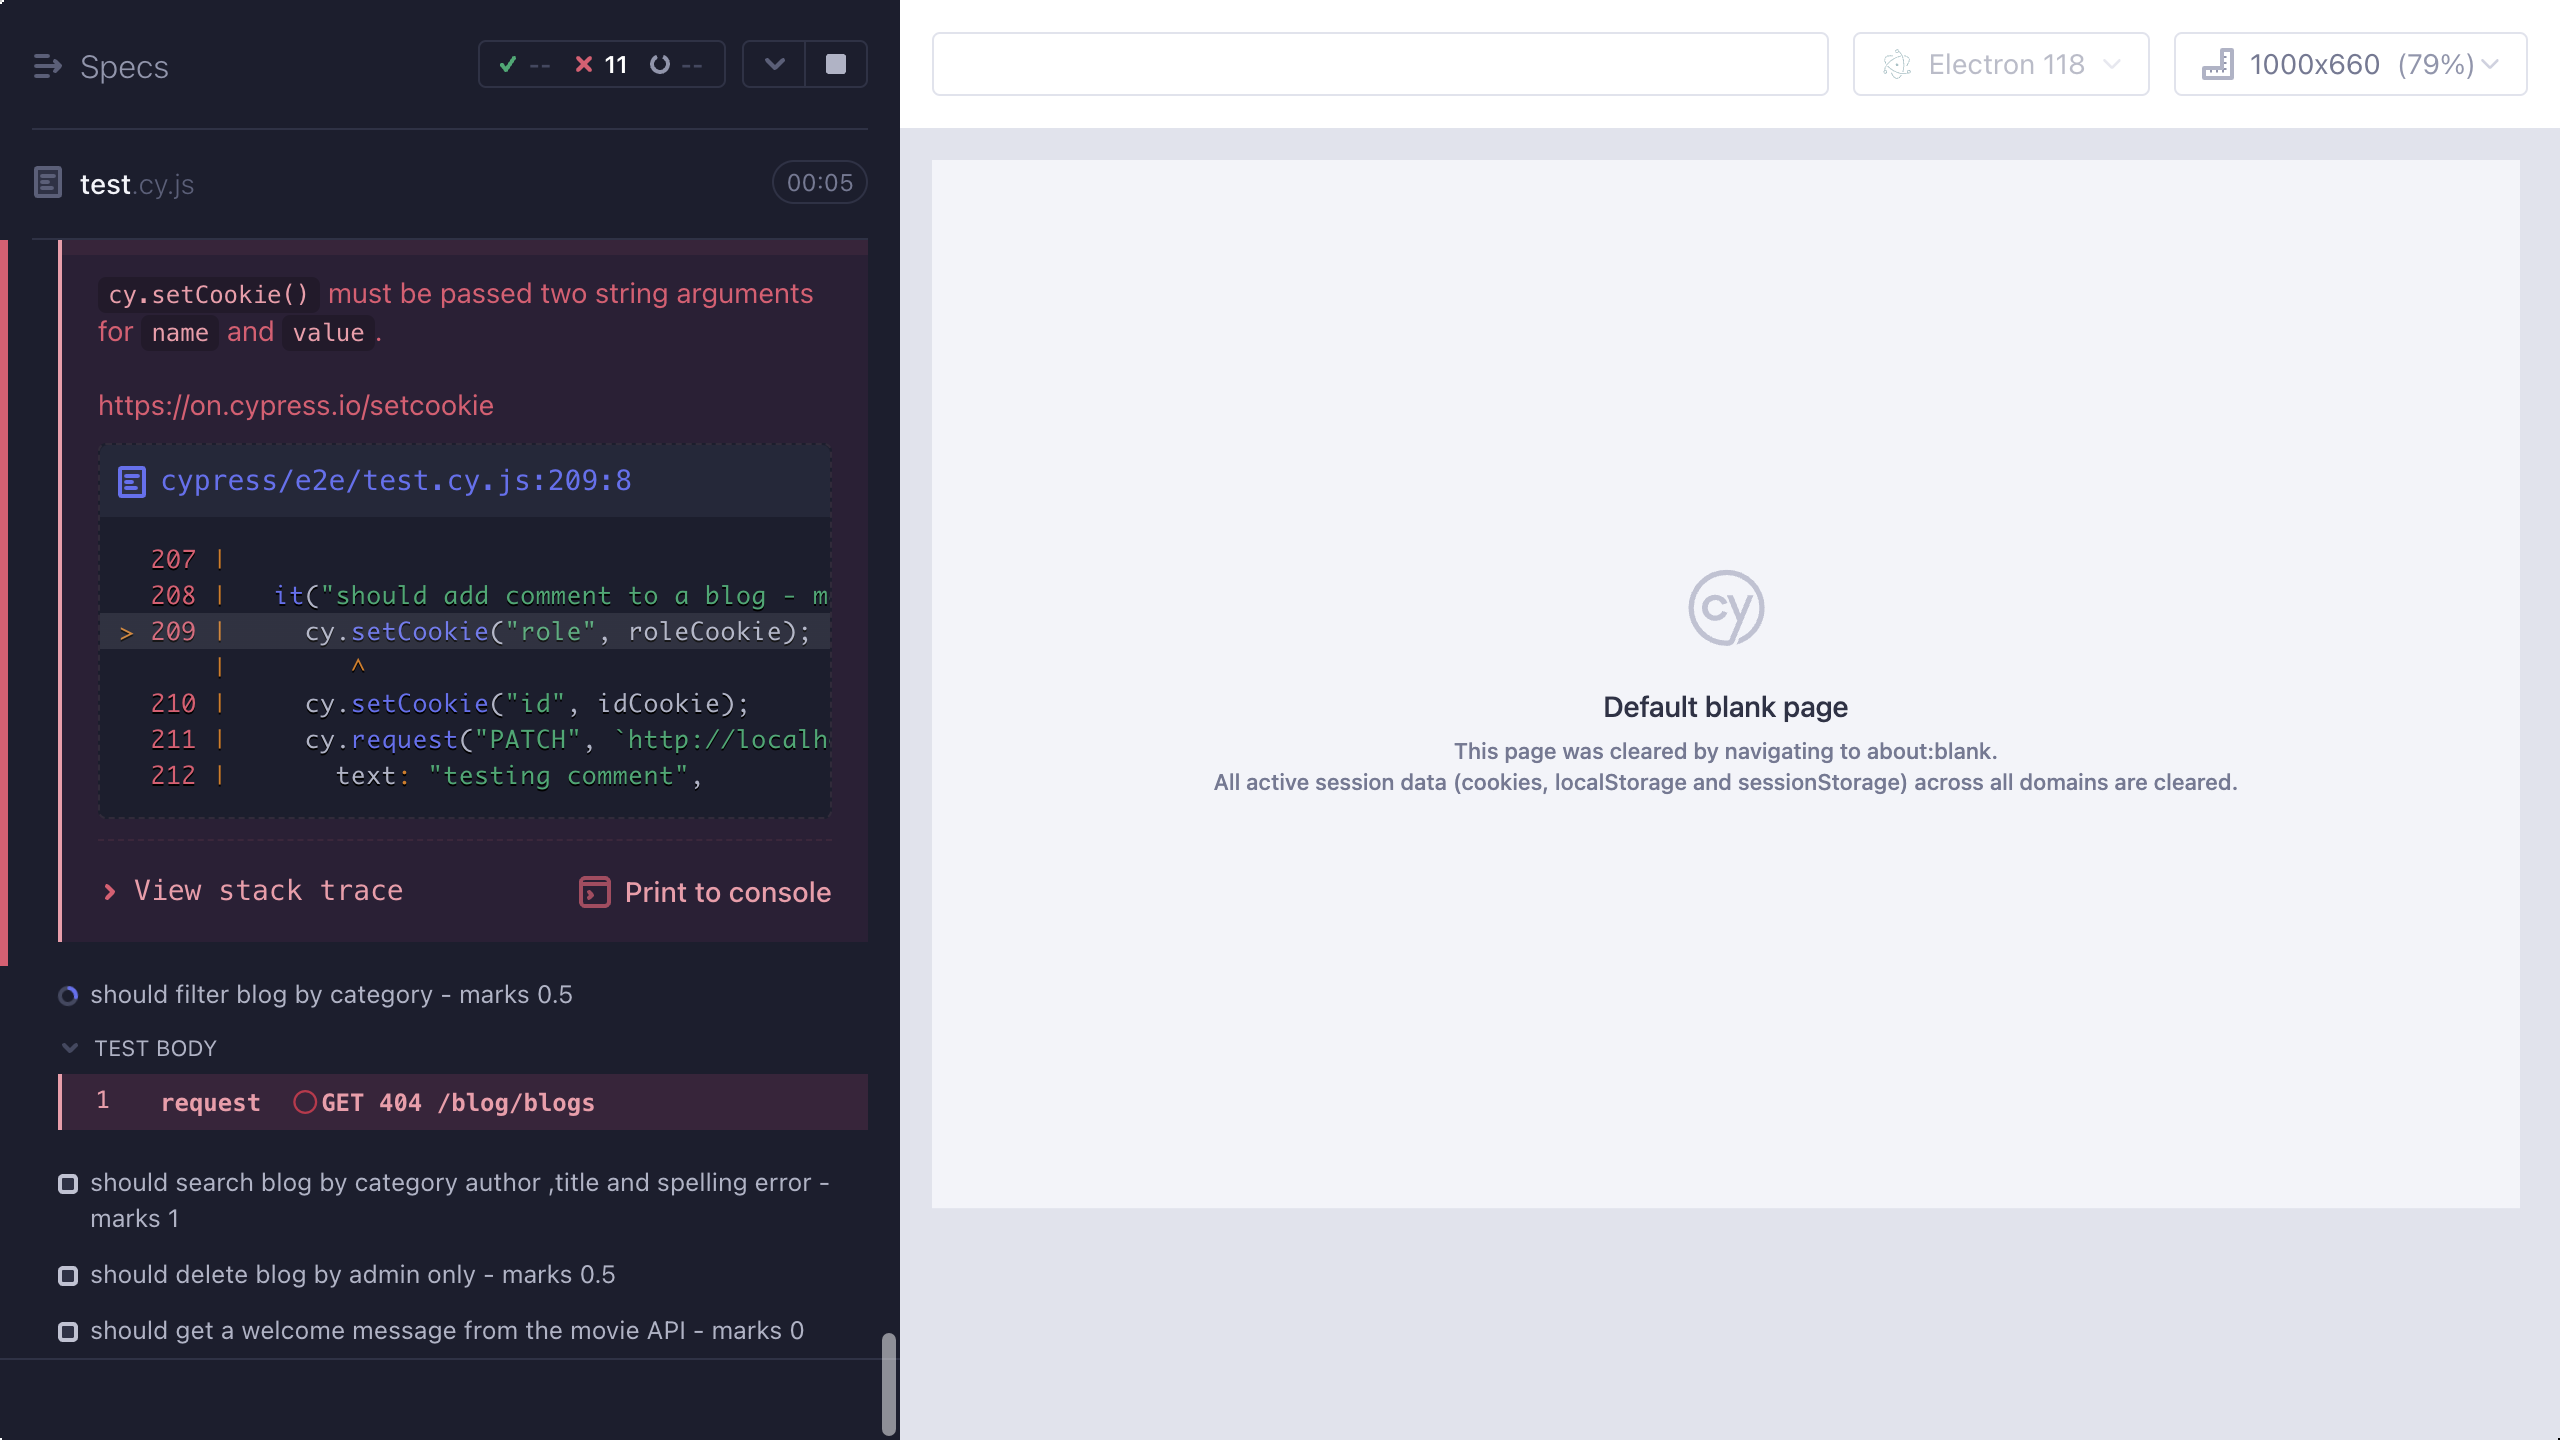 Specs
-- 11 --
test.cy.js
00:05
cy.setCookie() must be passed two string arguments
for name and value.
https://on.cypress.io/setcookie
cypress/e2e/test.cy.js:209:8
207 |
208 | it("should add comment to a blog - m
> 209 | cy.setCookie("role", roleCookie);
| ^
210 | cy.setCookie("id", idCookie);
211 | cy.request("PATCH", `http://localh
212 | text: "testing comment",
View stack trace
Print to console
should filter blog by category - marks 0.5
TEST BODY
1 request GET 404 /blog/blogs
should search blog by category author ,title and spelling error -
marks 1
should delete blog by admin only - marks 0.5
should get a welcome message from the movie API - marks 0
Electron 118
1000x660 (79%)
cy
Default blank page
This page was cleared by navigating to about:blank.
All active session data (cookies, localStorage and sessionStorage) across all domains are cleared.